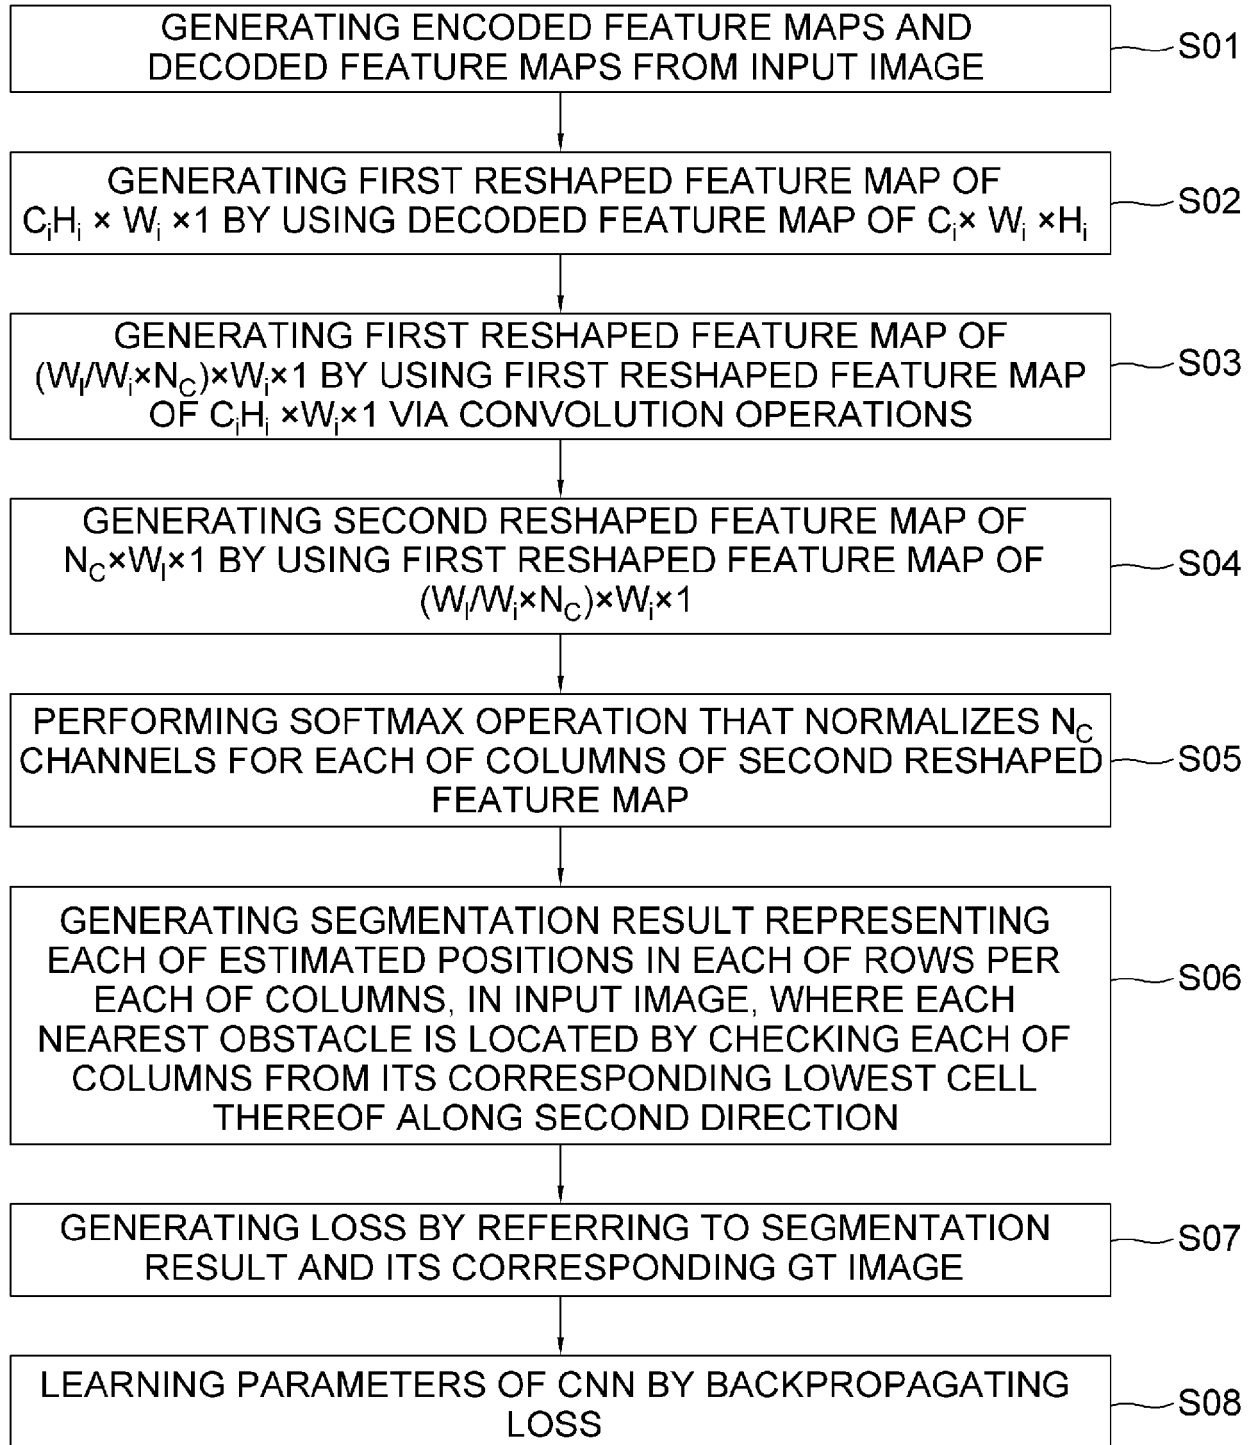 GENERATING ENCODED FEATURE MAPS AND
DECODED FEATURE MAPS FROM INPUT IMAGE
S01
GENERATING FIRST RESHAPED FEATURE MAP OF
CᵢHᵢ × Wᵢ ×1 BY USING DECODED FEATURE MAP OF Cᵢ× Wᵢ ×Hᵢ
S02
GENERATING FIRST RESHAPED FEATURE MAP OF
(W_I/Wᵢ×N_C)×Wᵢ×1 BY USING FIRST RESHAPED FEATURE MAP
OF CᵢHᵢ ×Wᵢ×1 VIA CONVOLUTION OPERATIONS
S03
GENERATING SECOND RESHAPED FEATURE MAP OF
N_C×W_I×1 BY USING FIRST RESHAPED FEATURE MAP OF
(W_I/Wᵢ×N_C)×Wᵢ×1
S04
PERFORMING SOFTMAX OPERATION THAT NORMALIZES N_C
CHANNELS FOR EACH OF COLUMNS OF SECOND RESHAPED
FEATURE MAP
S05
GENERATING SEGMENTATION RESULT REPRESENTING
EACH OF ESTIMATED POSITIONS IN EACH OF ROWS PER
EACH OF COLUMNS, IN INPUT IMAGE, WHERE EACH
NEAREST OBSTACLE IS LOCATED BY CHECKING EACH OF
COLUMNS FROM ITS CORRESPONDING LOWEST CELL
THEREOF ALONG SECOND DIRECTION
S06
GENERATING LOSS BY REFERRING TO SEGMENTATION
RESULT AND ITS CORRESPONDING GT IMAGE
S07
LEARNING PARAMETERS OF CNN BY BACKPROPAGATING
LOSS
S08